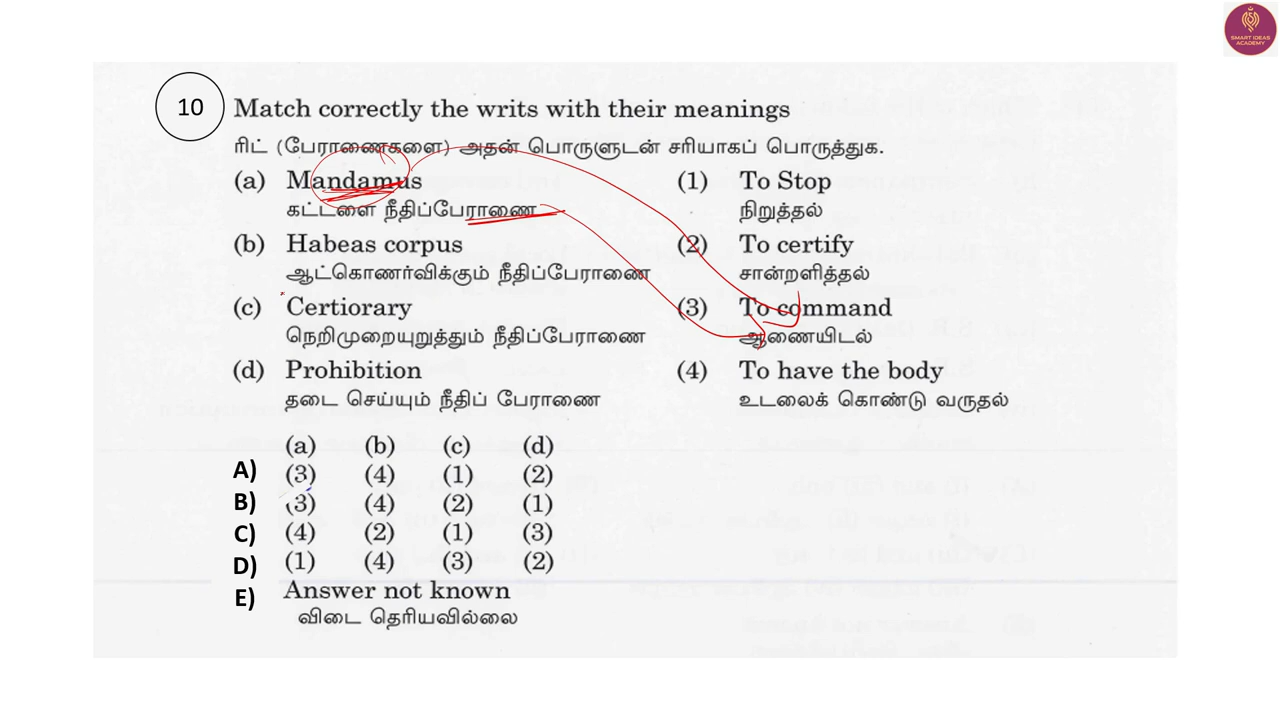 SMART IDEAS
ACADEMY
10
Match correctly the writs with their meanings
ரிட் (பேராணைகளை) அதன் பொருளுடன் சரியாகப் பொருத்துக.
(a) Mandamus (1) To Stop
கட்டளை நீதிப்பேராணை நிறுத்தல்
(b) Habeas corpus (2) To certify
ஆட்கொணர்விக்கும் நீதிப்பேராணை சான்றளித்தல்
(c) Certiorary (3) To command
நெறிமுறையுறுத்தும் நீதிப்பேராணை ஆணையிடல்
(d) Prohibition (4) To have the body
தடை செய்யும் நீதிப் பேராணை உடலைக் கொண்டு வருதல்
(a) (b) (c) (d)
A) (3) (4) (1) (2)
B) (3) (4) (2) (1)
C) (4) (2) (1) (3)
D) (1) (4) (3) (2)
E) Answer not known
விடை தெரியவில்லை